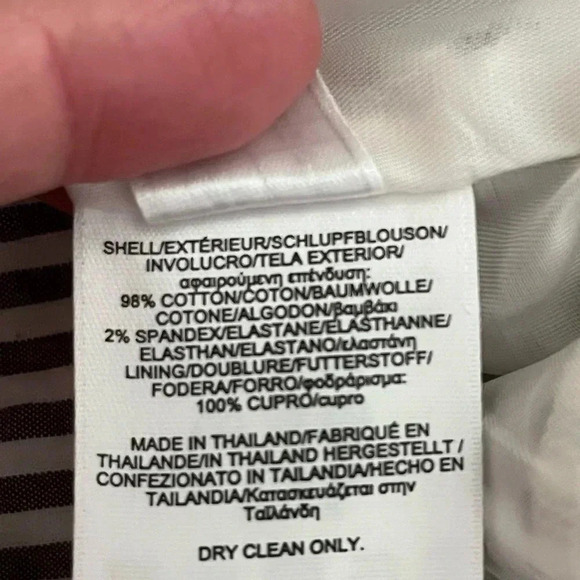 SHELL/EXTÉRIEUR/SCHLUPFBLOUSON/
INVOLUCRO/TELA EXTERIOR/
αφαιρούμενη επένδυση:
98% COTTON/COTON/BAUMWOLLE/
COTONE/ALGODON/βαμβάκι
2% SPANDEX/ELASTANE/ELASTHANNE/
ELASTHAN/ELASTANO/ελαστάνη
LINING/DOUBLURE/FUTTERSTOFF/
FODERA/FORRO/φοδράρισμα:
100% CUPRO/cupro
MADE IN THAILAND/FABRIQUÉ EN
THAILANDE/IN THAILAND HERGESTELLT /
CONFEZIONATO IN TAILANDIA/HECHO EN
TAILANDIA/Κατασκευάζεται στην
Ταϊλάνδη
DRY CLEAN ONLY.